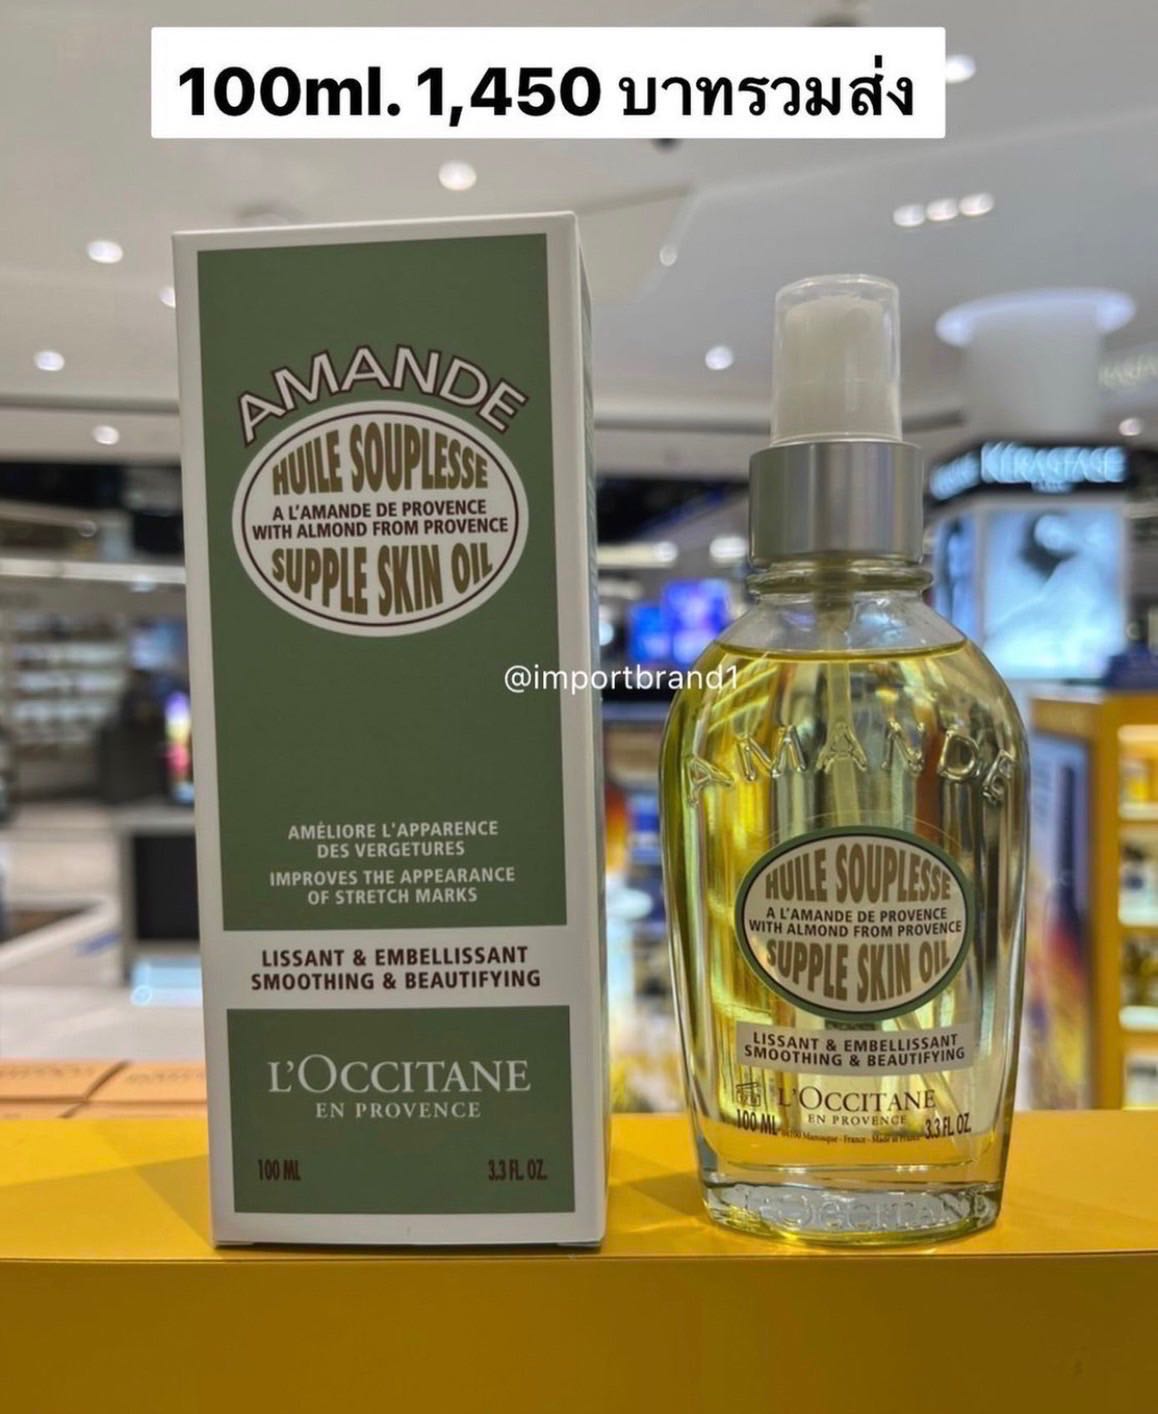 100ml. 1,450 บาทรวมส่ง
AMANDE
HUILE SOUPLESSE
A L'AMANDE DE PROVENCE
WITH ALMOND FROM PROVENCE
SUPPLE SKIN OIL
@importbrand1
AMÉLIORE L'APPARENCE
DES VERGETURES
IMPROVES THE APPEARANCE
OF STRETCH MARKS
LISSANT & EMBELLISSANT
SMOOTHING & BEAUTIFYING
L'OCCITANE
EN PROVENCE
100 ML 3.3 FL. OZ.
KÉRASTASE
AMANDE
HUILE SOUPLESSE
A L'AMANDE DE PROVENCE
WITH ALMOND FROM PROVENCE
SUPPLE SKIN OIL
LISSANT & EMBELLISSANT
SMOOTHING & BEAUTIFYING
L'OCCITANE
EN PROVENCE
100 ML 3.3 FL. OZ.
L'OCCITANE